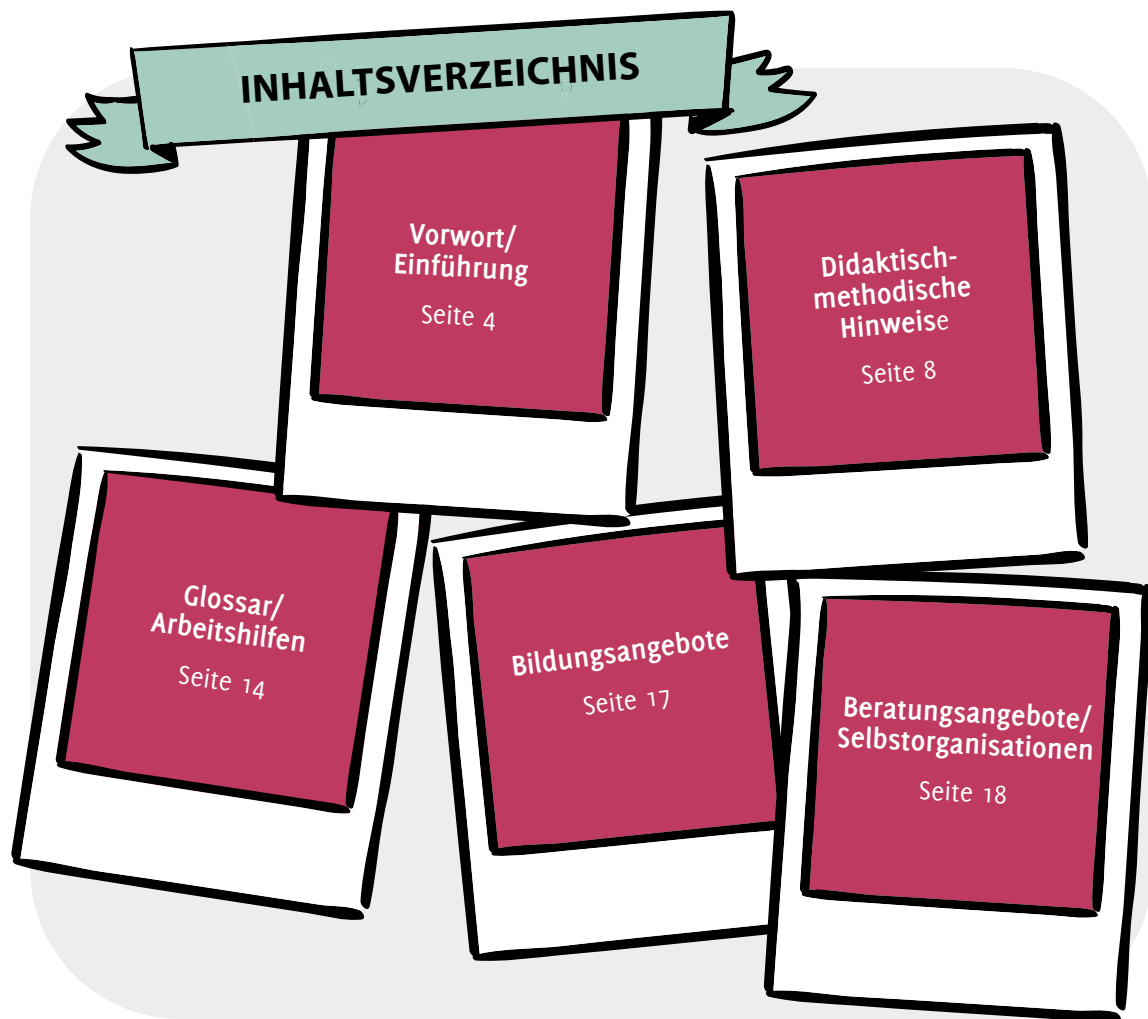 INHALTSVERZEICHNIS
Vorwort/
Einführung
Seite 4
Didaktisch-
methodische
Hinweise
Seite 8
Glossar/
Arbeitshilfen
Seite 14
Bildungsangebote
Seite 17
Beratungsangebote/
Selbstorganisationen
Seite 18